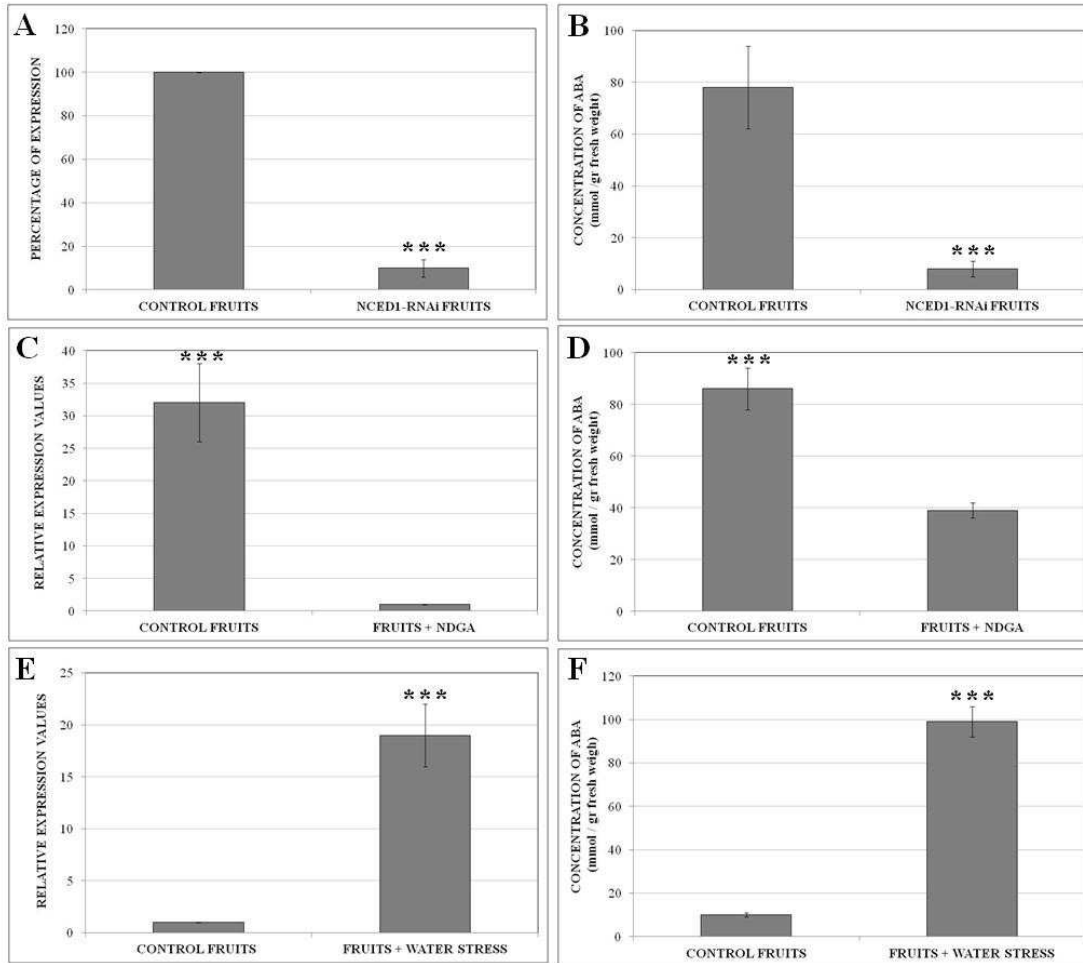 A
PERCENTAGE OF EXPRESSION
120
100
80
60
40
20
0
***
CONTROL FRUITS
NCED1-RNAi FRUITS
B
CONCENTRATION OF ABA
(mmol /gr fresh weight)
100
80
60
40
20
0
***
CONTROL FRUITS
NCED1-RNAi FRUITS
C
RELATIVE EXPRESSION VALUES
40
35
30
25
20
15
10
5
0
***
CONTROL FRUITS
FRUITS + NDGA
D
CONCENTRATION OF ABA
(mmol / gr fresh weight)
100
80
60
40
20
0
***
CONTROL FRUITS
FRUITS + NDGA
E
RELATIVE EXPRESSION VALUES
25
20
15
10
5
0
***
CONTROL FRUITS
FRUITS + WATER STRESS
F
CONCENTRATION OF ABA
(mmol / gr fresh weigh)
120
100
80
60
40
20
0
***
CONTROL FRUITS
FRUITS + WATER STRESS